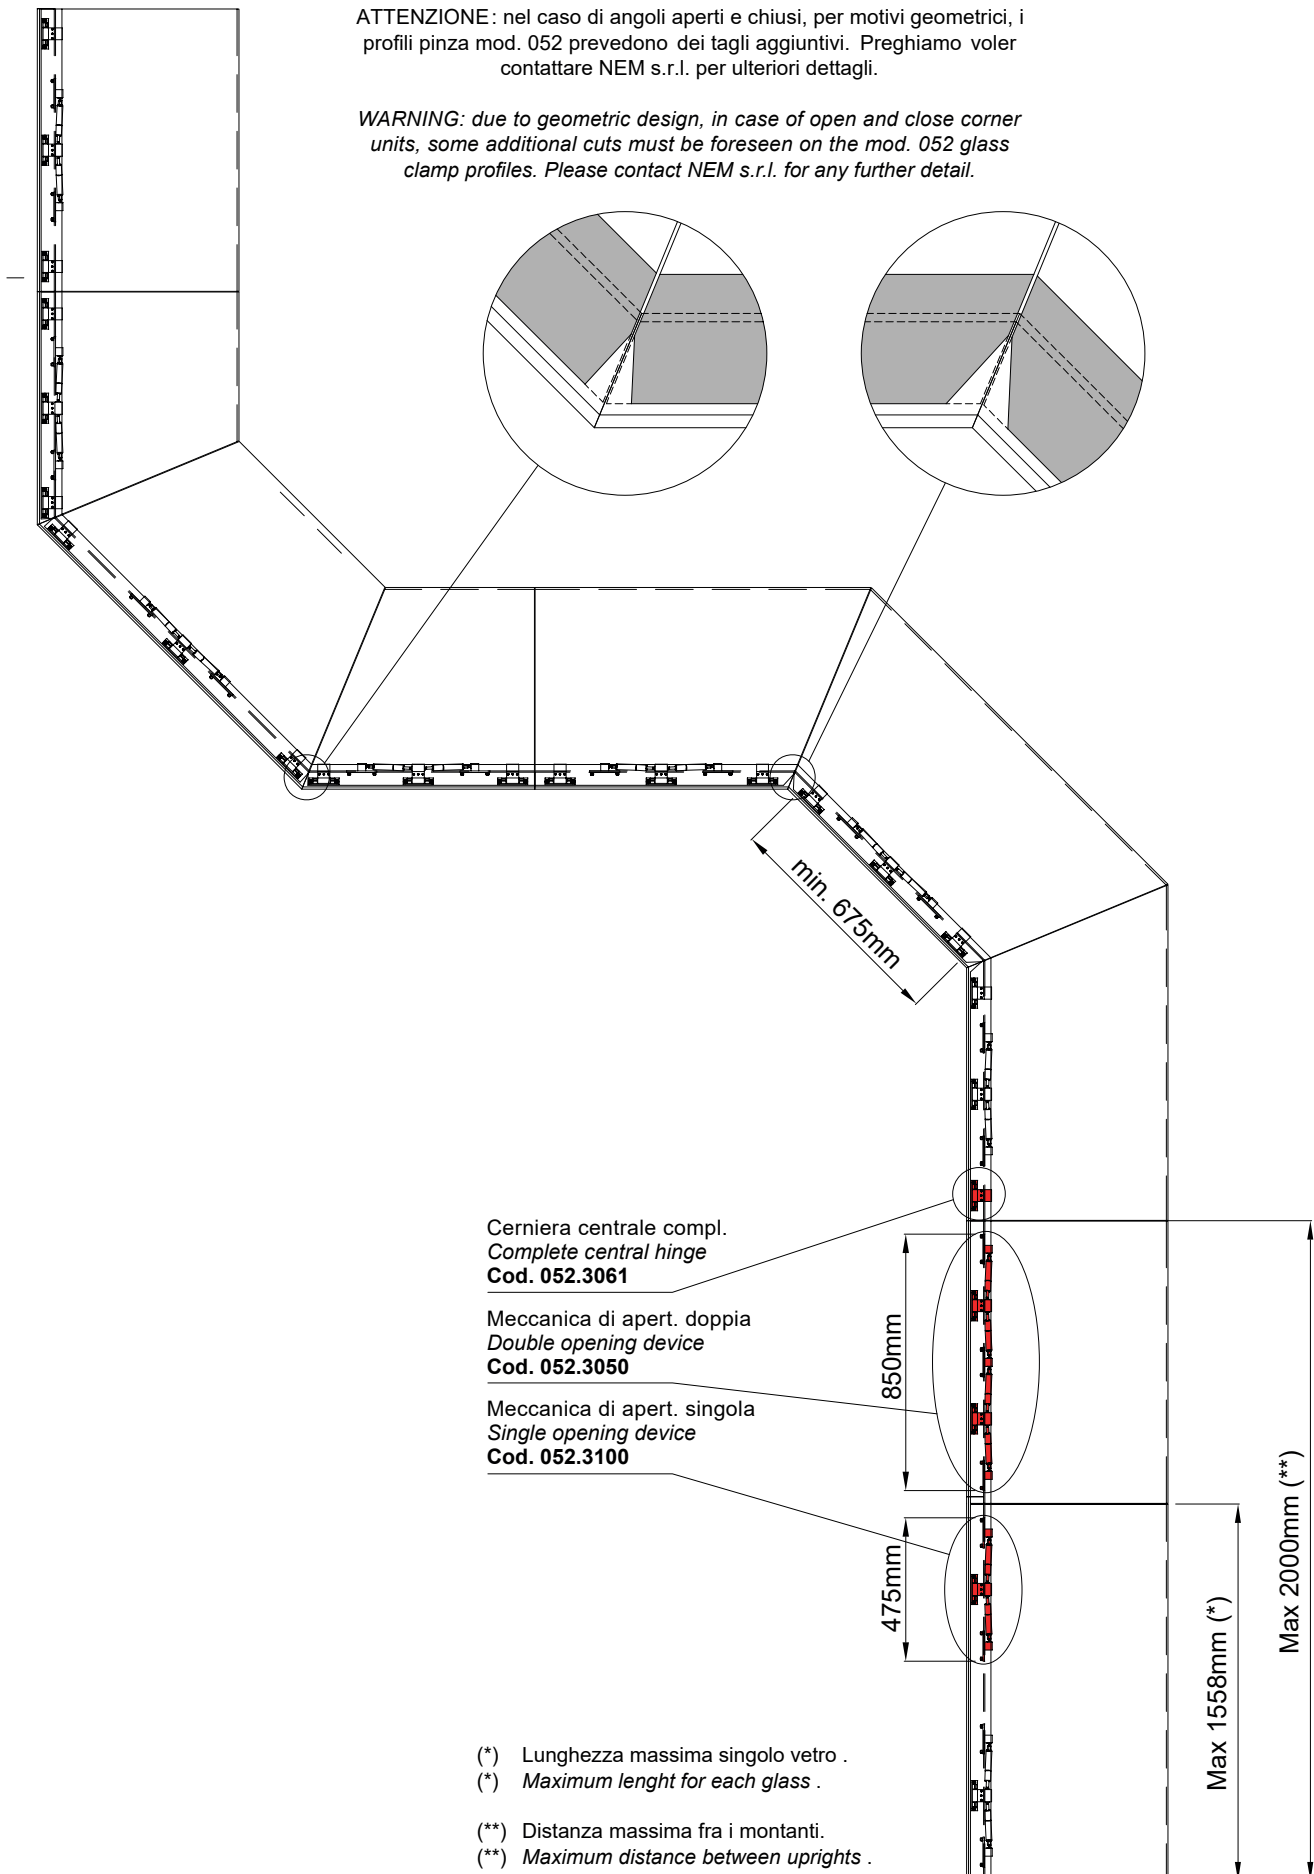 ATTENZIONE: nel caso di angoli aperti e chiusi, per motivi geometrici, i
profili pinza mod. 052 prevedono dei tagli aggiuntivi. Preghiamo voler
contattare NEM s.r.l. per ulteriori dettagli.
WARNING: due to geometric design, in case of open and close corner
units, some additional cuts must be foreseen on the mod. 052 glass
clamp profiles. Please contact NEM s.r.l. for any further detail.
min. 675mm
Cerniera centrale compl.
Complete central hinge
Cod. 052.3061
Meccanica di apert. doppia
Double opening device
Cod. 052.3050
Meccanica di apert. singola
Single opening device
Cod. 052.3100
850mm
475mm
Max 1558mm (*)
Max 2000mm (**)
(*) Lunghezza massima singolo vetro .
(*) Maximum lenght for each glass .
(**) Distanza massima fra i montanti.
(**) Maximum distance between uprights .